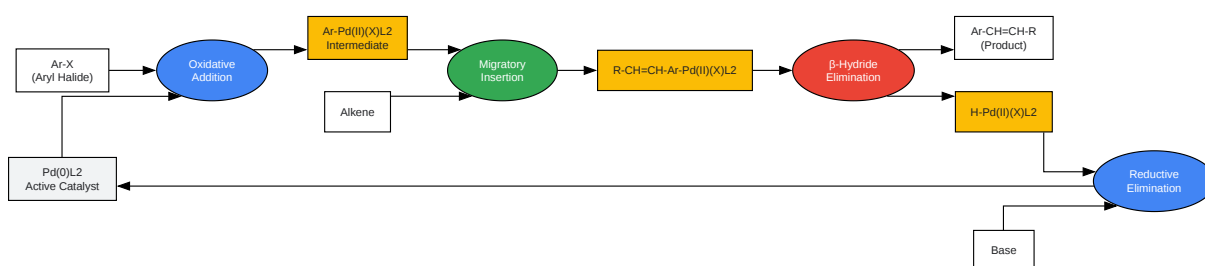 Ar-X
(Aryl Halide)
Oxidative
Addition
Ar-Pd(II)(X)L2
Intermediate
Migratory
Insertion
Alkene
R-CH=CH-Ar-Pd(II)(X)L2
β-Hydride
Elimination
Ar-CH=CH-R
(Product)
H-Pd(II)(X)L2
Pd(0)L2
Active Catalyst
Reductive
Elimination
Base